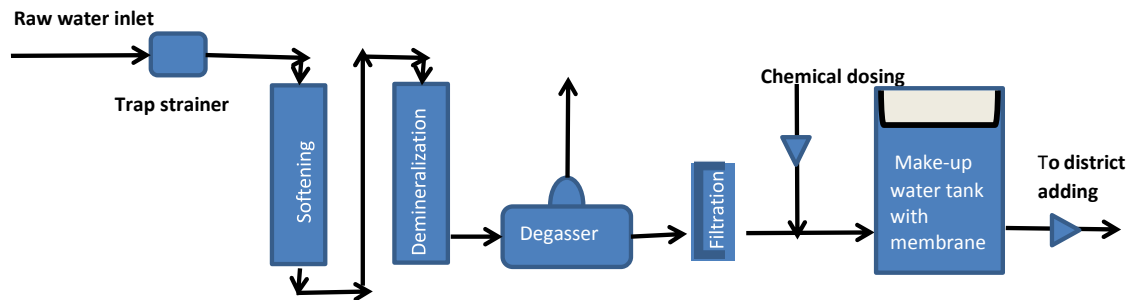 Raw water inlet
Trap strainer
Softening
Demineralization
Degasser
Filtration
Chemical dosing
Make-up
water tank
with
membrane
To district
adding